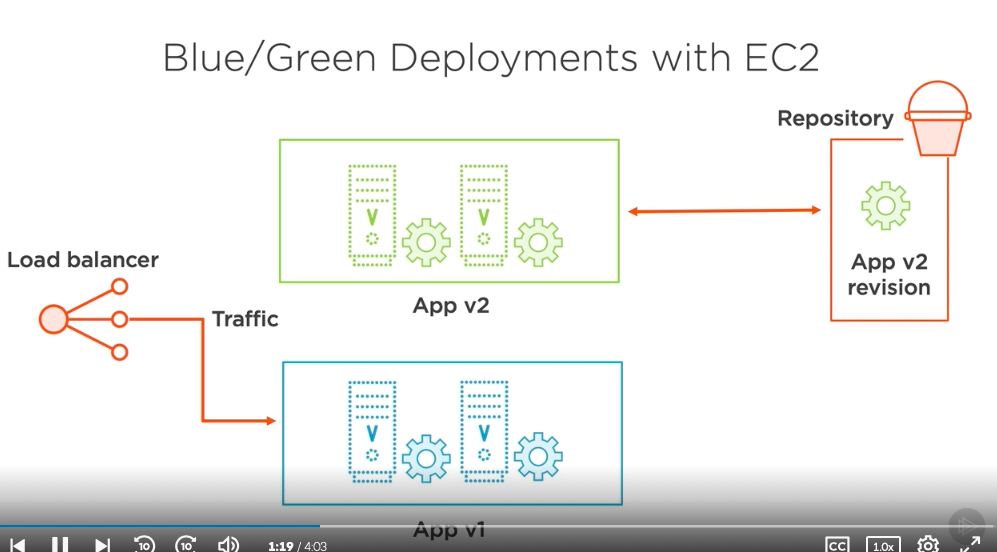 Blue/Green Deployments with EC2
Repository
App v2
revision
Load balancer
Traffic
App v2
App v1
10
10
1:19 / 4:03
CC
1.0x